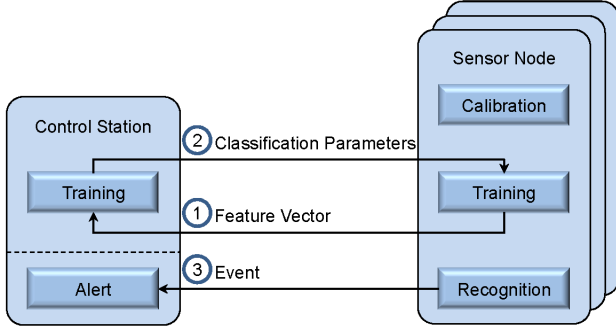 Sensor Node
Calibration
Control Station
2 Classification Parameters
Training
Training
1 Feature Vector
3 Event
Alert
Recognition